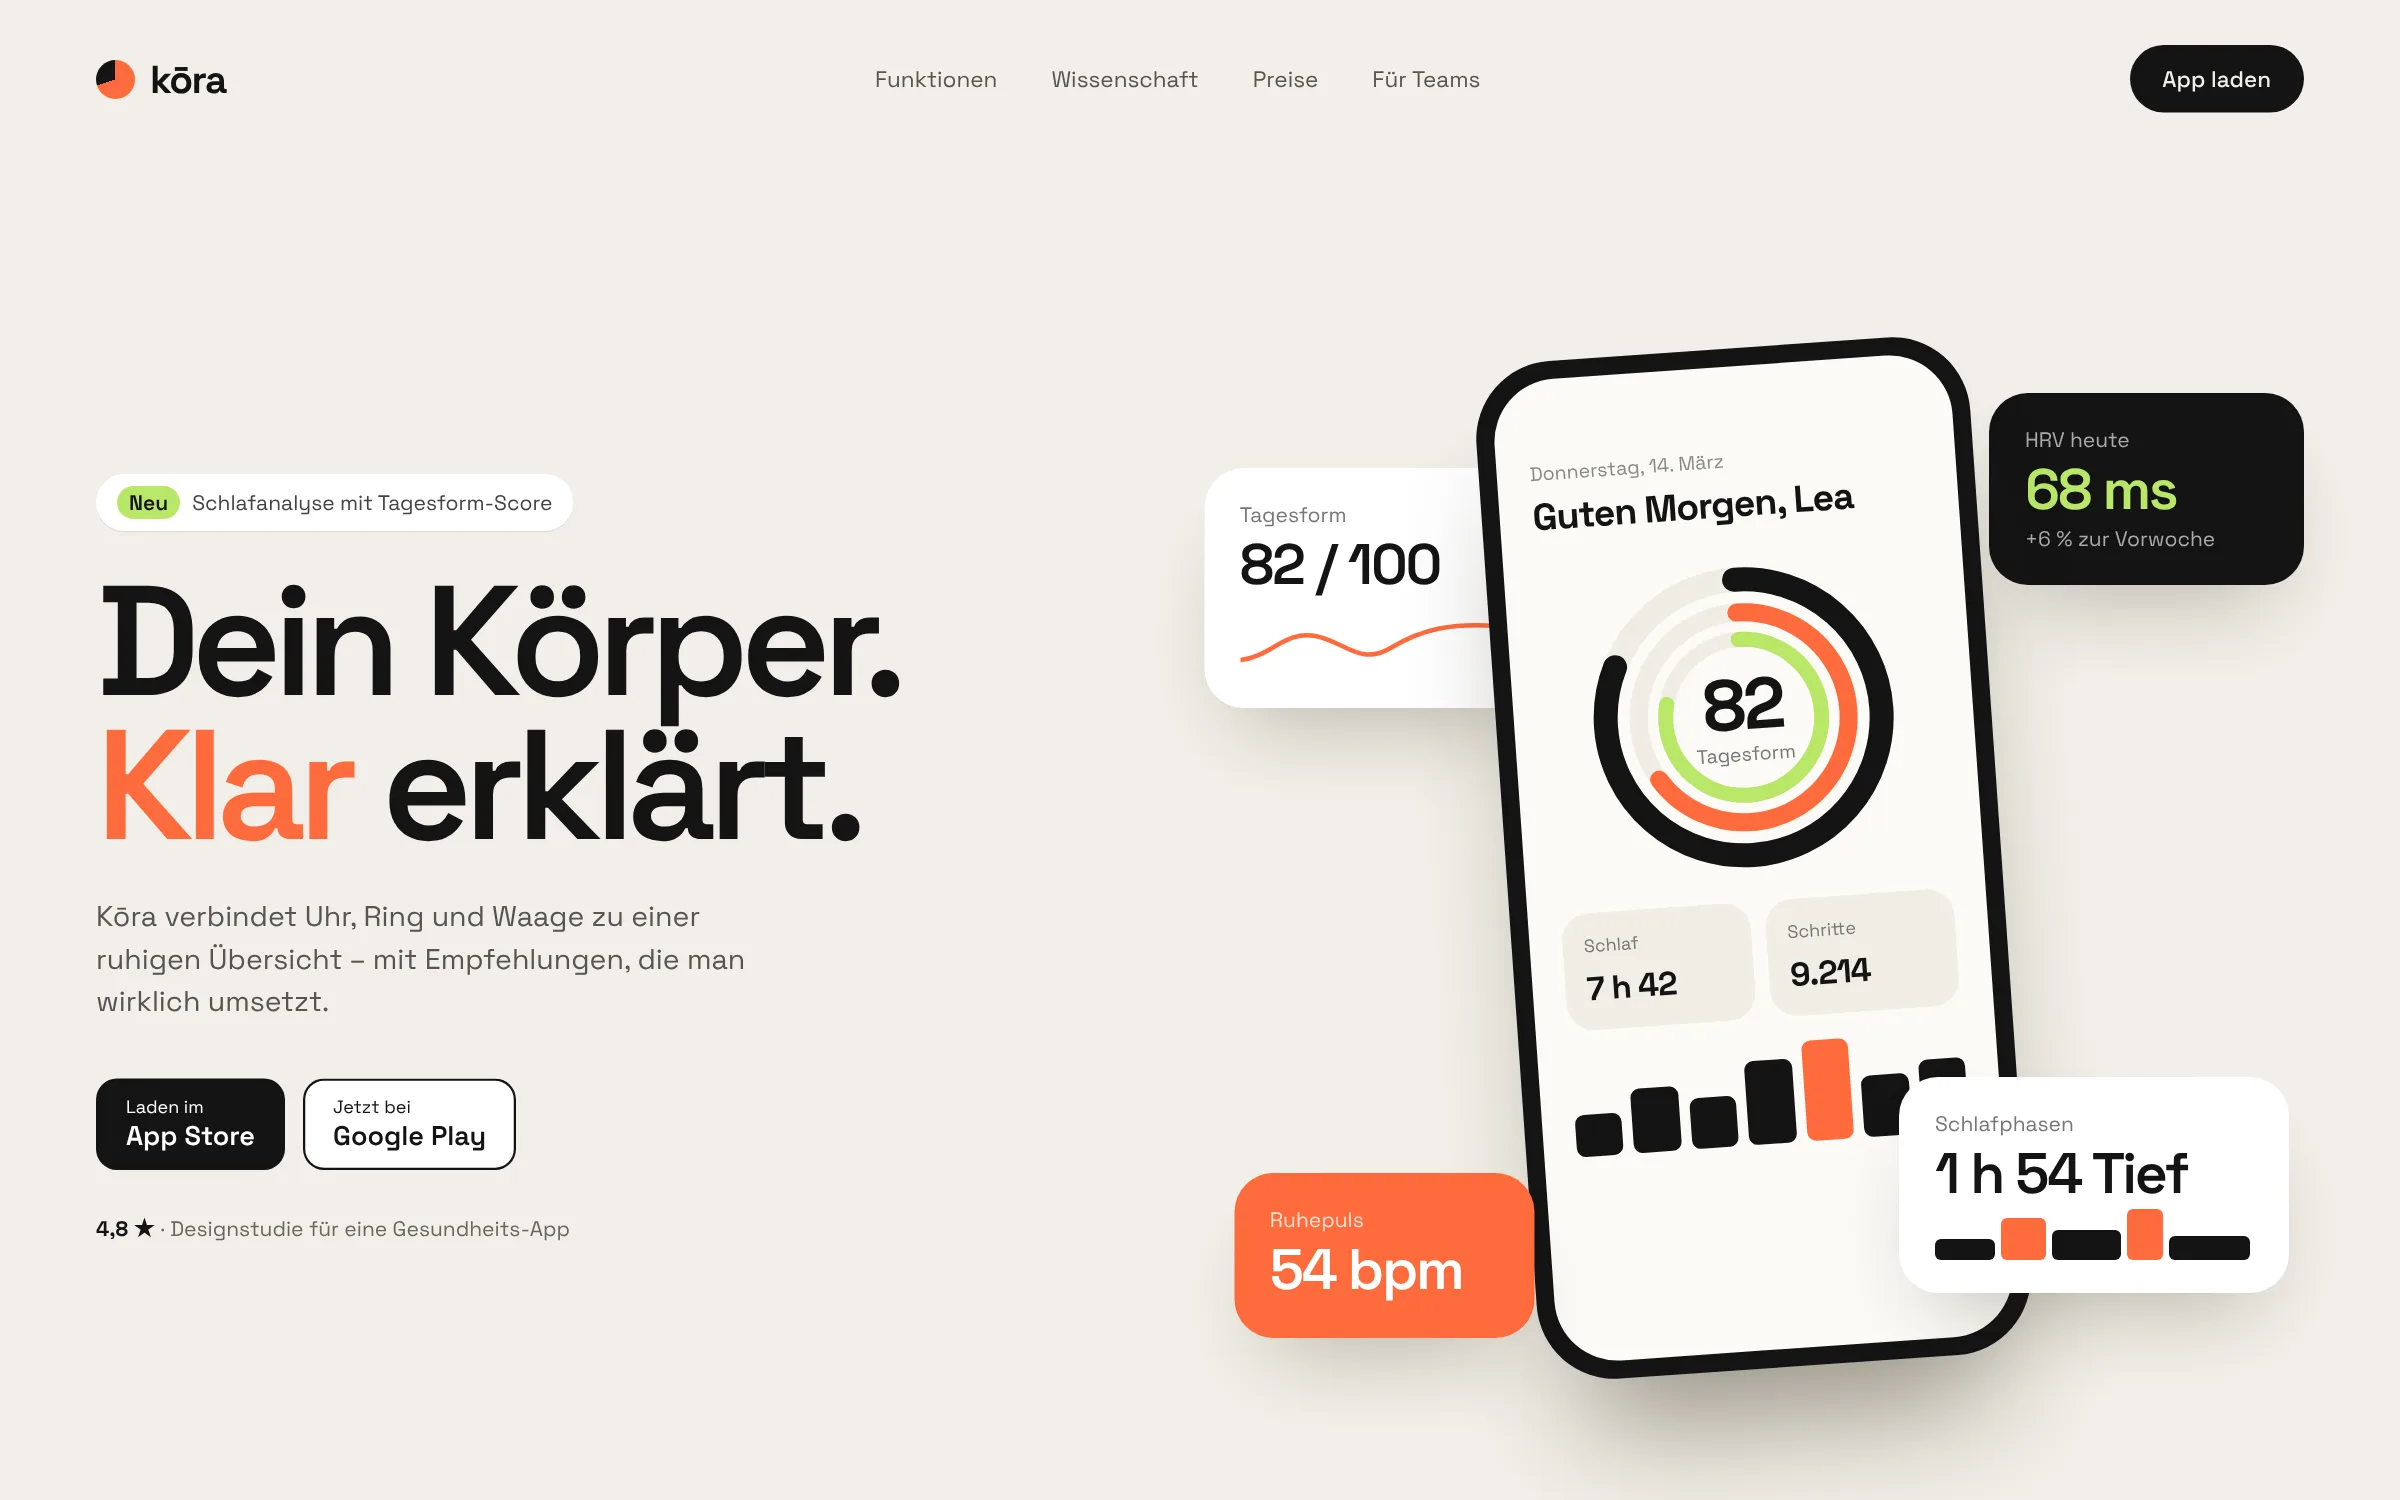 kōra
Funktionen
Wissenschaft
Preise
Für Teams
App laden
Neu
Schlafanalyse mit Tagesform-Score
Dein Körper.
Klar erklärt.
Kōra verbindet Uhr, Ring und Waage zu einer
ruhigen Übersicht – mit Empfehlungen, die man
wirklich umsetzt.
Laden im
App Store
Jetzt bei
Google Play
4,8 ★ · Designstudie für eine Gesundheits-App
Tagesform
82 / 100
Donnerstag, 14. März
Guten Morgen, Lea
82
Tagesform
Schlaf
7 h 42
Schritte
9.214
HRV heute
68 ms
+6 % zur Vorwoche
Ruhepuls
54 bpm
Schlafphasen
1 h 54 Tief